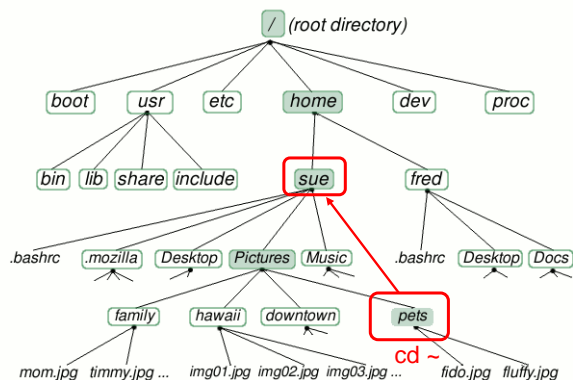 / (root directory)
boot usr etc home dev proc
bin lib share include sue fred
.bashrc .mozilla Desktop Pictures Music .bashrc Desktop Docs
family hawaii downtown pets
cd ~
mom.jpg timmy.jpg ... img01.jpg img02.jpg img03.jpg ... fido.jpg fluffy.jpg